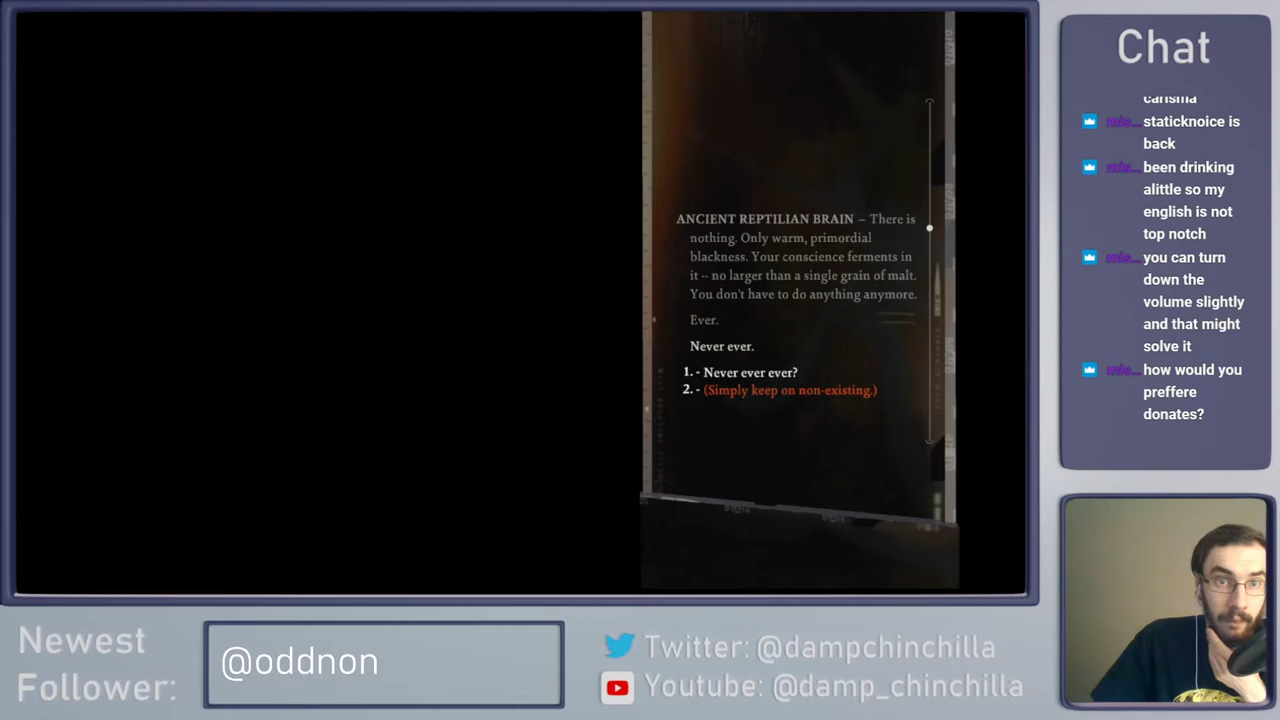 ANCIENT REPTILIAN BRAIN – There is
nothing. Only warm, primordial
blackness. Your conscience ferments in
it -- no larger than a single grain of malt.
You don't have to do anything anymore.
Ever.
Never ever.
1. - Never ever ever?
2. - (Simply keep on non-existing.)
Chat
carisma
mis... staticknoice is
back
mis... been drinking
alittle so my
english is not
top notch
mis... you can turn
down the
volume slightly
and that might
solve it
mis... how would you
preffere
donates?
Newest
Follower:
@oddnon
Twitter: @dampchinchilla
Youtube: @damp_chinchilla